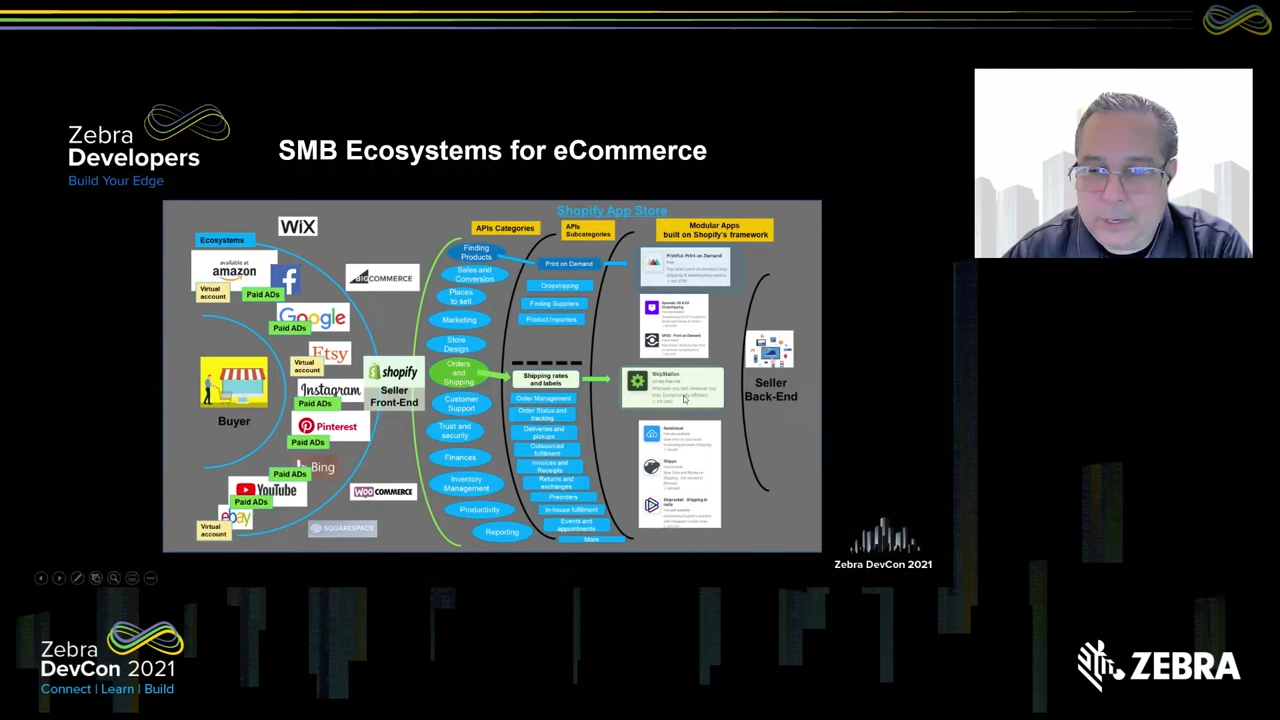 Zebra
Developers
Build Your Edge
SMB Ecosystems for eCommerce
Shopify App Store
WiX
Ecosystems
available at
amazon
Virtual
account
Paid ADs
BIGCOMMERCE
Google
Paid ADs
Etsy
Virtual
account
Instagram
Paid ADs
Pinterest
Paid ADs
Bing
Paid ADs
YouTube
Paid ADs
ebay
Virtual
account
WOO COMMERCE
SQUARESPACE
Buyer
shopify
Seller
Front-End
APIs Categories
Finding
Products
Sales and
Conversion
Places
to sell
Marketing
Store
Design
Orders
and
Shipping
Customer
Support
Trust and
security
Finances
Inventory
Management
Productivity
Reporting
APIs
Subcategories
Print on Demand
Dropshipping
Finding Suppliers
Product Importers
Shipping rates
and labels
Order Management
Order Status and
tracking
Deliveries and
pickups
Outsourced
fulfillment
Invoices and
Receipts
Returns and
exchanges
Preorders
In-house fulfillment
Events and
appointments
More
Modular Apps
built on Shopify's framework
Printful: Print on Demand
Free
ShipStation
Sendcloud
Shippo
Seller
Back-End
Zebra DevCon 2021
Zebra
DevCon 2021
Connect | Learn | Build
ZEBRA